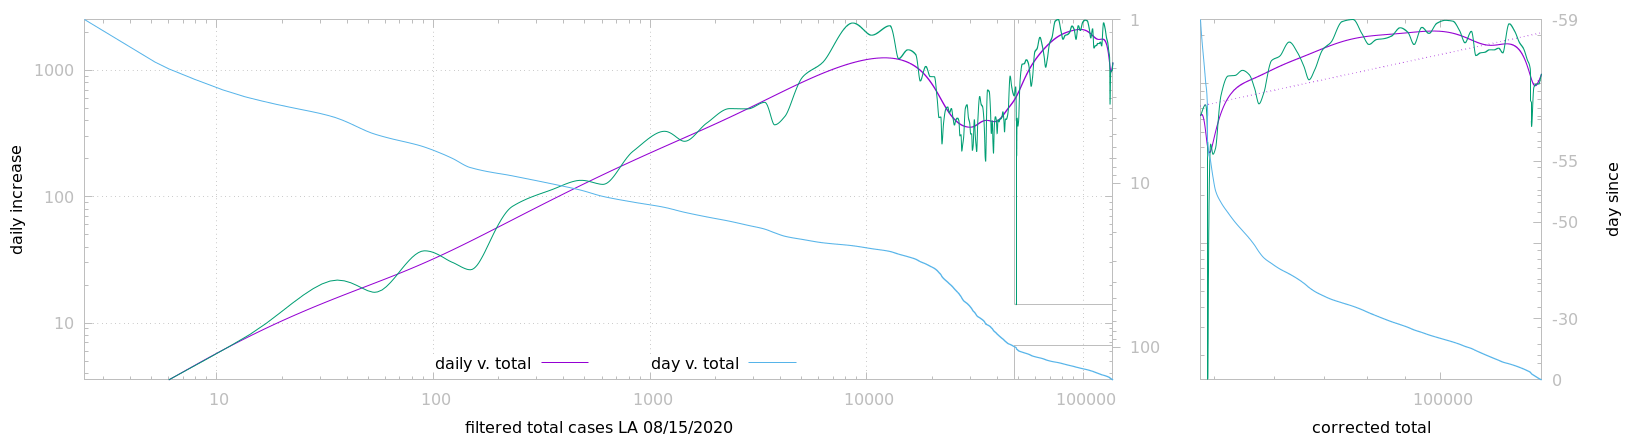 daily increase
1000
100
10
1
10
100
daily v. total
day v. total
10
100
1000
10000
100000
filtered total cases LA 08/15/2020
-59
-55
-50
-30
0
day since
100000
corrected total